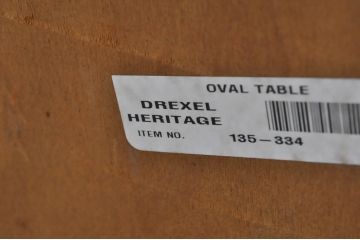 OVAL TABLE
DREXEL
HERITAGE
ITEM NO. 135-334